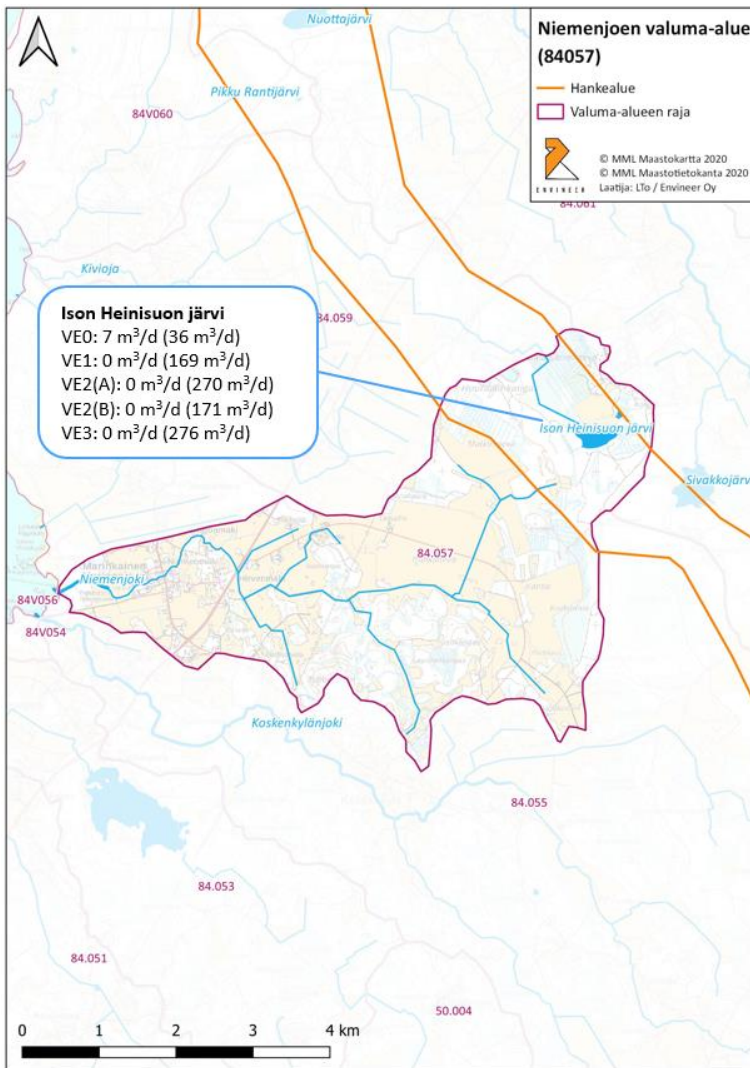 Niemenjoen valuma-alue
(84057)
Hankealue
Valuma-alueen raja
ENVINEER
© MML Maastokartta 2020
© MML Maastotietokanta 2020
Laatija: LTo / Envineer Oy
Nuottajärvi
Pikku Rantijärvi
84V060
84.061
Kivioja
84.059
Ison Heinisuon järvi
VE0: 7 m³/d (36 m³/d)
VE1: 0 m³/d (169 m³/d)
VE2(A): 0 m³/d (270 m³/d)
VE2(B): 0 m³/d (171 m³/d)
VE3: 0 m³/d (276 m³/d)
Ison Heinisuon järvi
Sivakkojärv
84.057
Marinkainen
Niemenjoki
84V056
84V054
Koskenkylänjoki
84.055
84.053
84.051
50.004
0 1 2 3 4 km